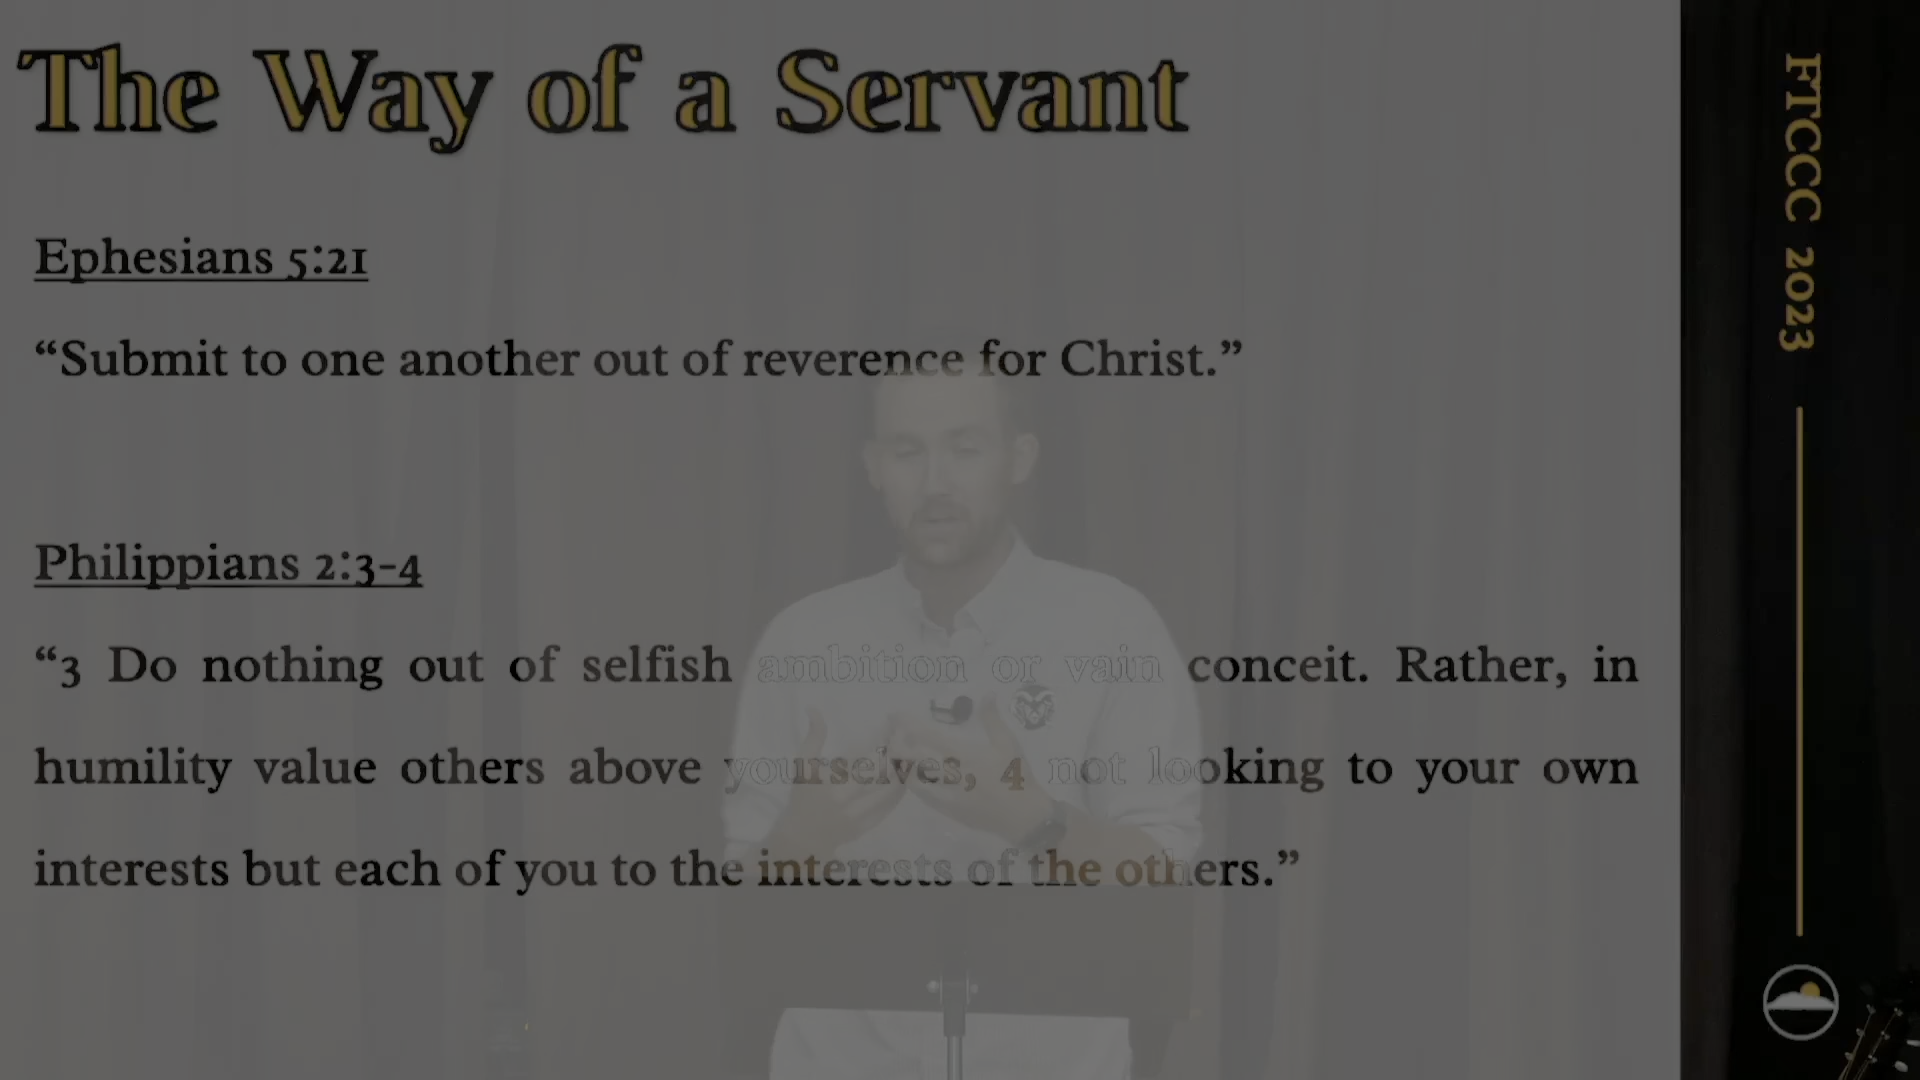 The Way of a Servant
Ephesians 5:21
“Submit to one another out of reverence for Christ.”
Philippians 2:3-4
“3 Do nothing out of selfish ambition or vain conceit. Rather, in
humility value others above yourselves, 4 not looking to your own
interests but each of you to the interests of the others.”
FTCCC 2023